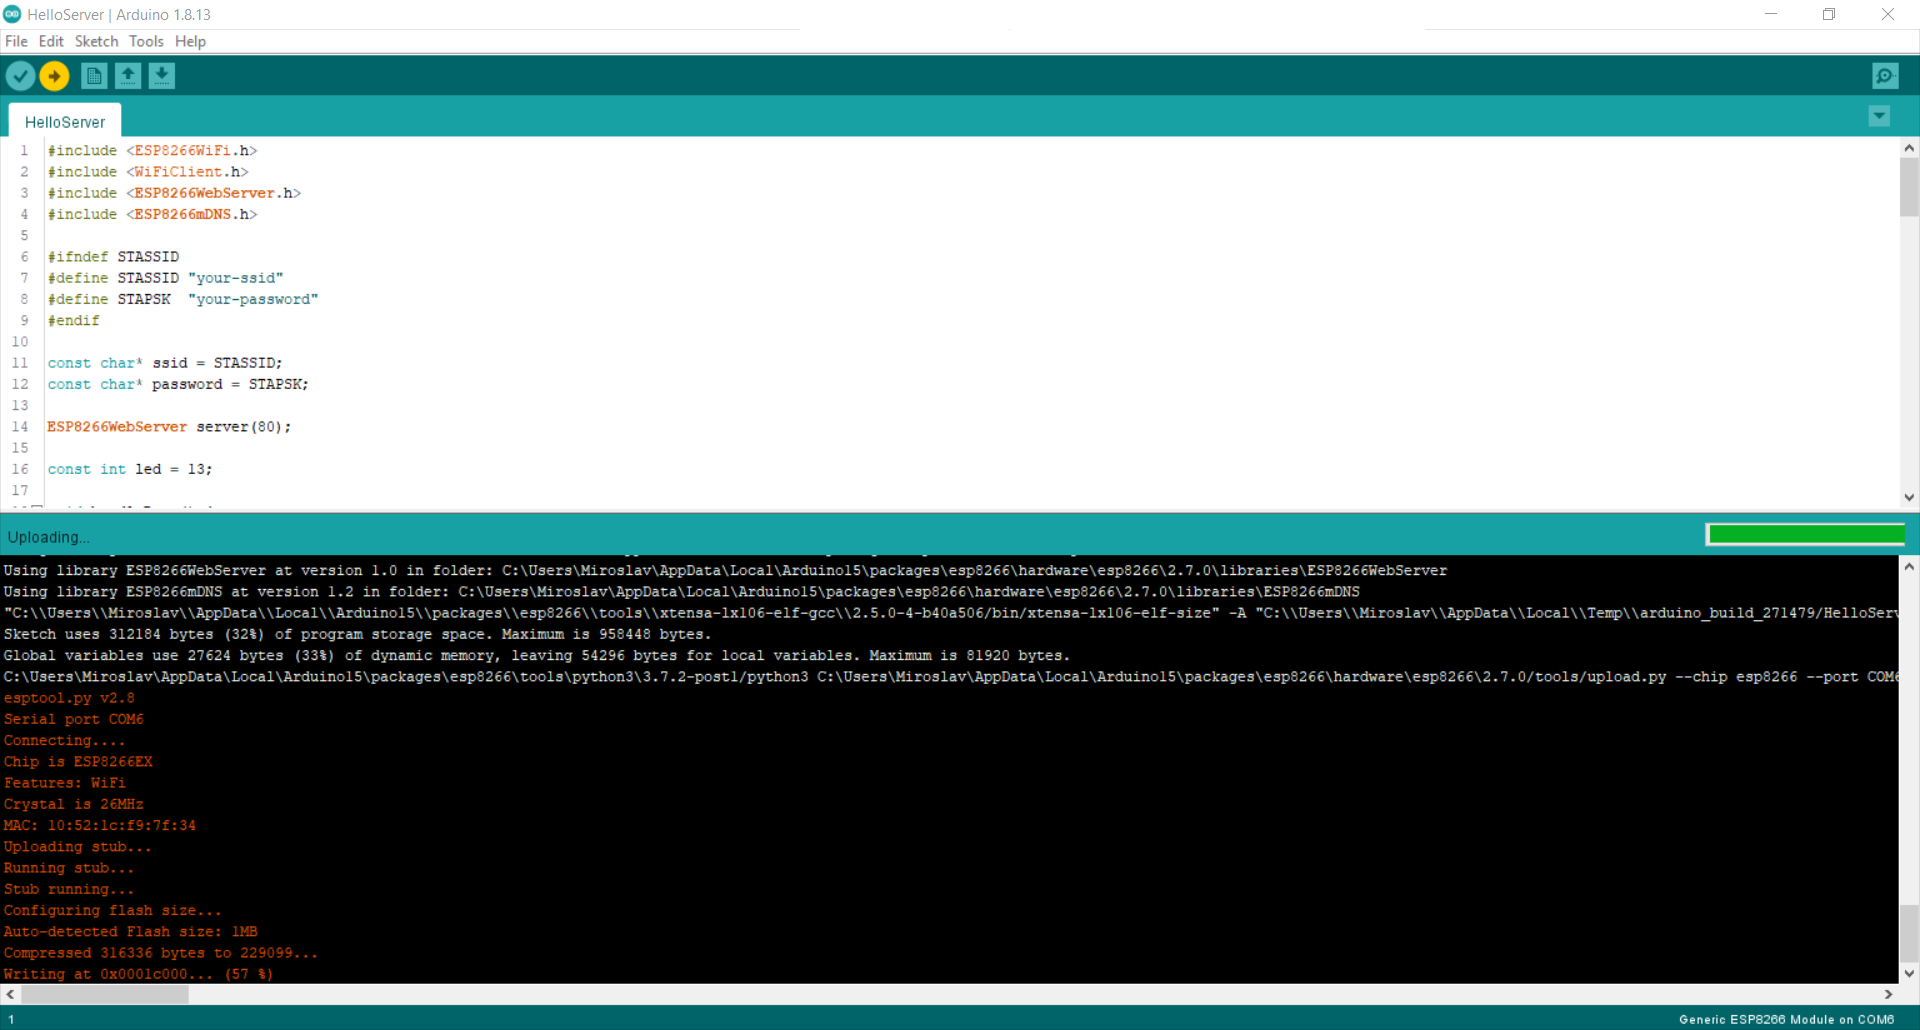 HelloServer | Arduino 1.8.13
File Edit Sketch Tools Help
HelloServer
1 #include <ESP8266WiFi.h>
2 #include <WiFiClient.h>
3 #include <ESP8266WebServer.h>
4 #include <ESP8266mDNS.h>
5
6 #ifndef STASSID
7 #define STASSID "your-ssid"
8 #define STAPSK  "your-password"
9 #endif
10
11 const char* ssid = STASSID;
12 const char* password = STAPSK;
13
14 ESP8266WebServer server(80);
15
16 const int led = 13;
17
Uploading...
Using library ESP8266WebServer at version 1.0 in folder: C:\Users\Miroslav\AppData\Local\Arduino15\packages\esp8266\hardware\esp8266\2.7.0\libraries\ESP8266WebServer
Using library ESP8266mDNS at version 1.2 in folder: C:\Users\Miroslav\AppData\Local\Arduino15\packages\esp8266\hardware\esp8266\2.7.0\libraries\ESP8266mDNS
"C:\\Users\\Miroslav\\AppData\\Local\\Arduino15\\packages\\esp8266\\tools\\xtensa-lx106-elf-gcc\\2.5.0-4-b40a506/bin/xtensa-lx106-elf-size" -A "C:\\Users\\Miroslav\\AppData\\Local\\Temp\\arduino_build_271479/HelloServ
Sketch uses 312184 bytes (32%) of program storage space. Maximum is 958448 bytes.
Global variables use 27624 bytes (33%) of dynamic memory, leaving 54296 bytes for local variables. Maximum is 81920 bytes.
C:\Users\Miroslav\AppData\Local\Arduino15\packages\esp8266\tools\python3\3.7.2-post1/python3 C:\Users\Miroslav\AppData\Local\Arduino15\packages\esp8266\hardware\esp8266\2.7.0/tools/upload.py --chip esp8266 --port COM6
esptool.py v2.8
Serial port COM6
Connecting....
Chip is ESP8266EX
Features: WiFi
Crystal is 26MHz
MAC: 10:52:1c:f9:7f:34
Uploading stub...
Running stub...
Stub running...
Configuring flash size...
Auto-detected Flash size: 1MB
Compressed 316336 bytes to 229099...
Writing at 0x0001c000... (57 %)
1 Generic ESP8266 Module on COM6